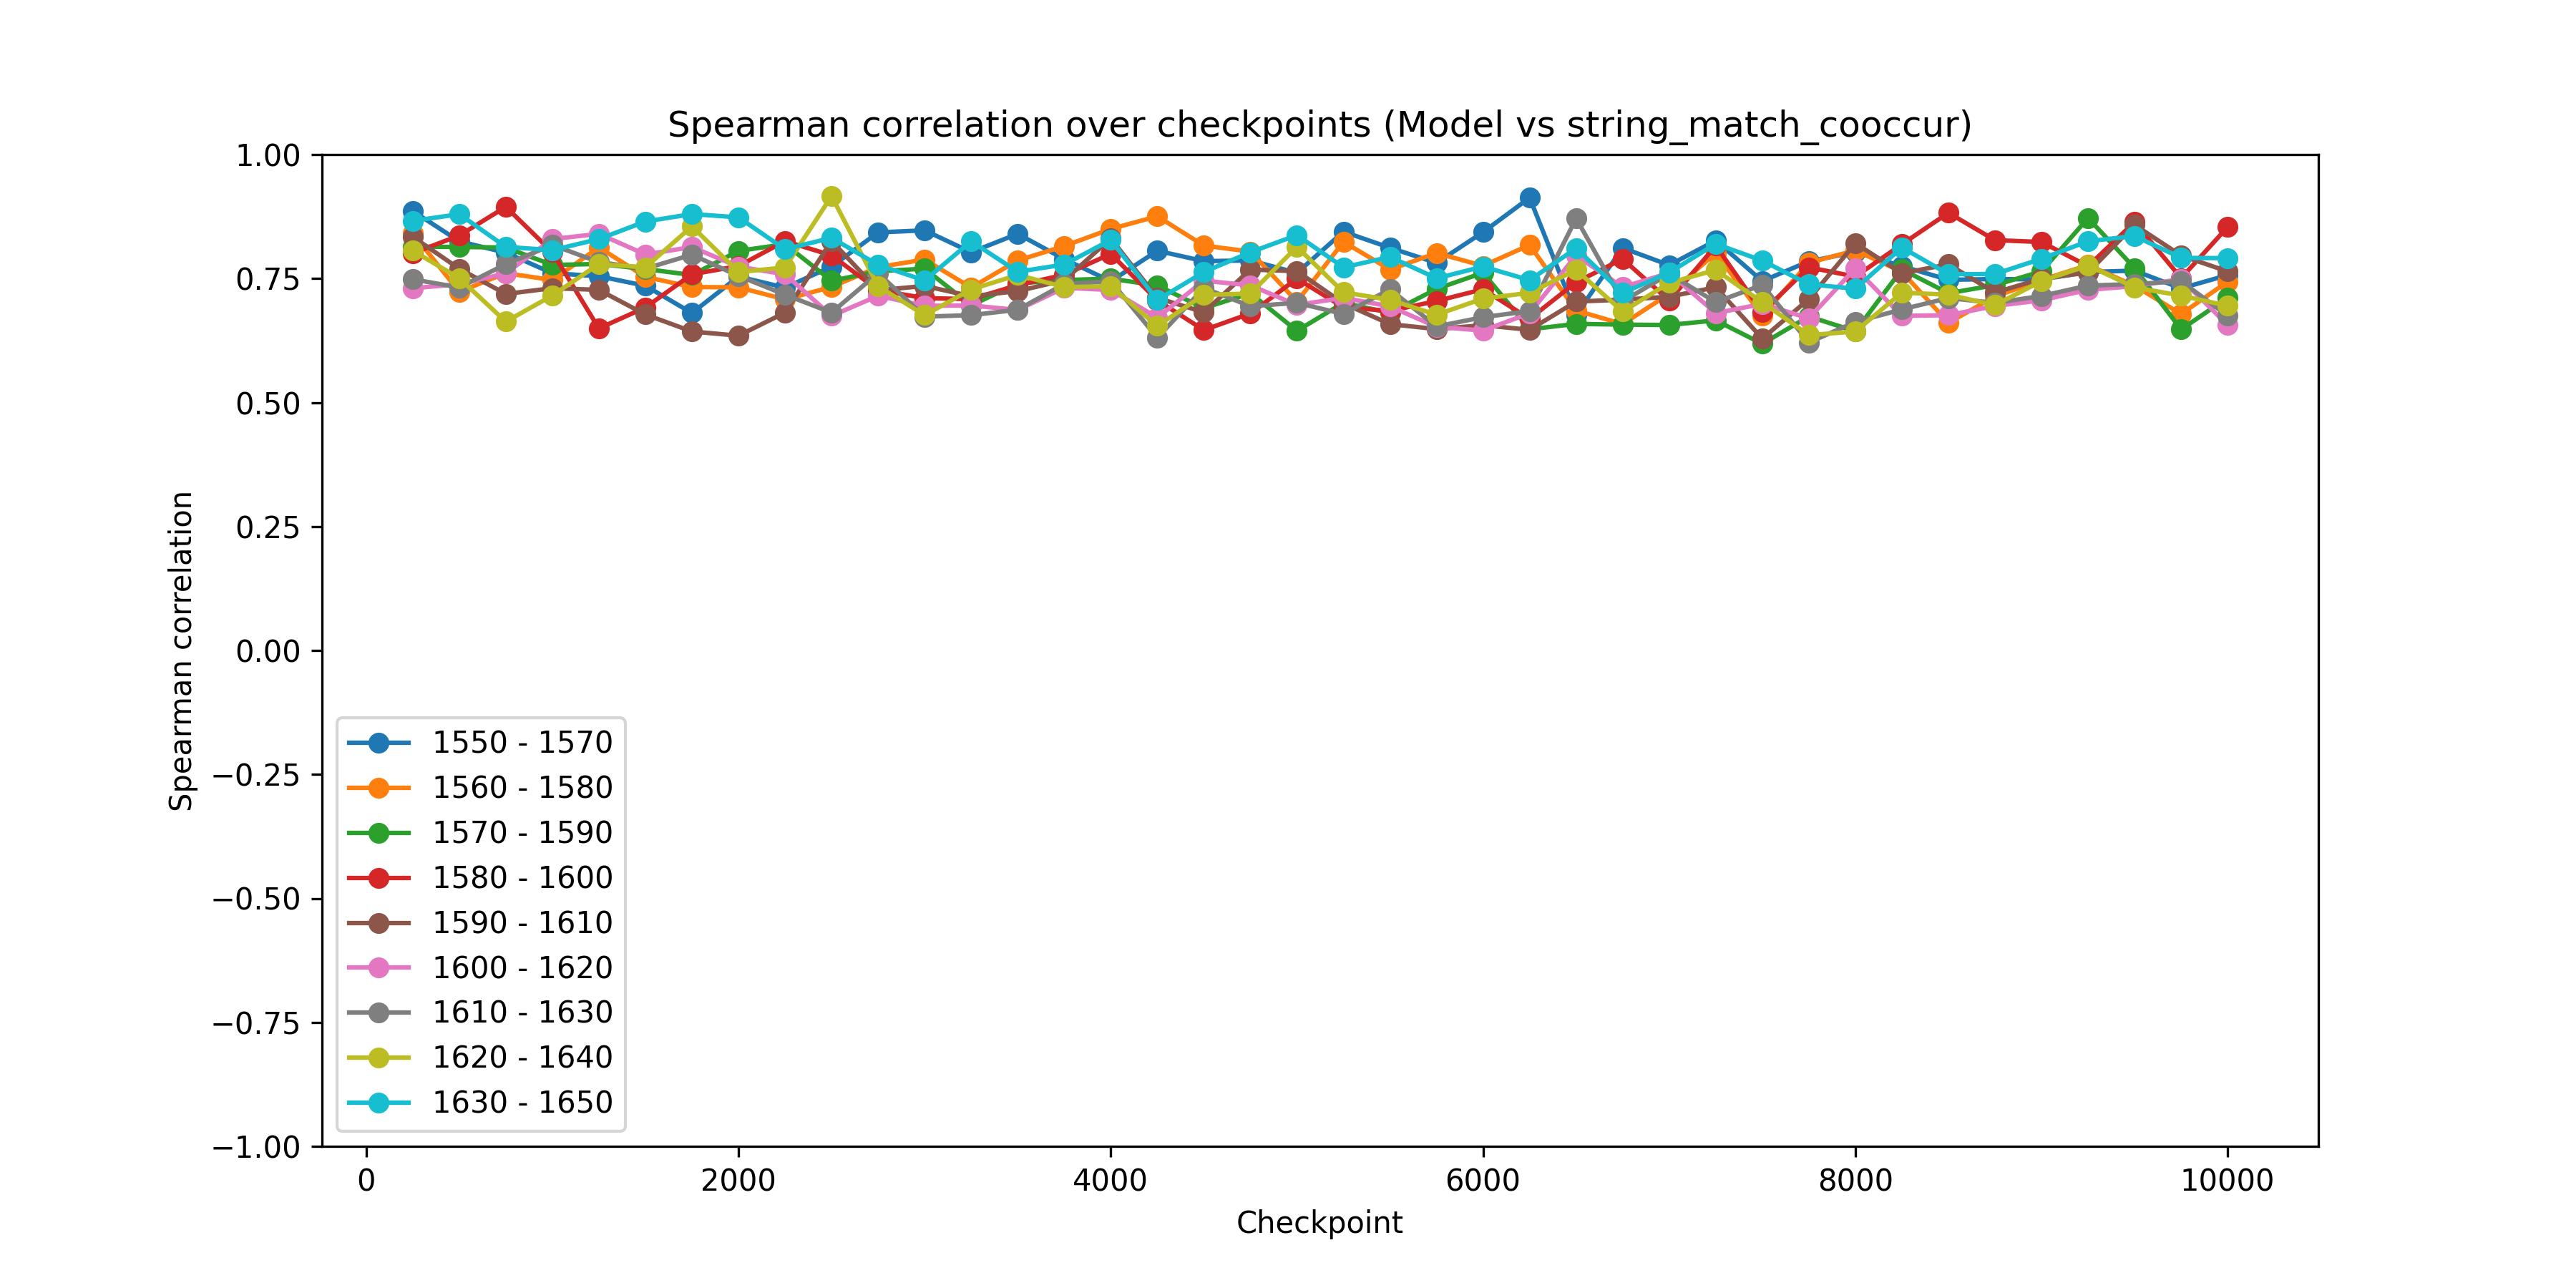 Spearman correlation over checkpoints (Model vs string_match_cooccur)
1.00
0.75
0.50
0.25
0.00
−0.25
−0.50
−0.75
−1.00
Spearman correlation
1550 - 1570
1560 - 1580
1570 - 1590
1580 - 1600
1590 - 1610
1600 - 1620
1610 - 1630
1620 - 1640
1630 - 1650
0 2000 4000 6000 8000 10000
Checkpoint